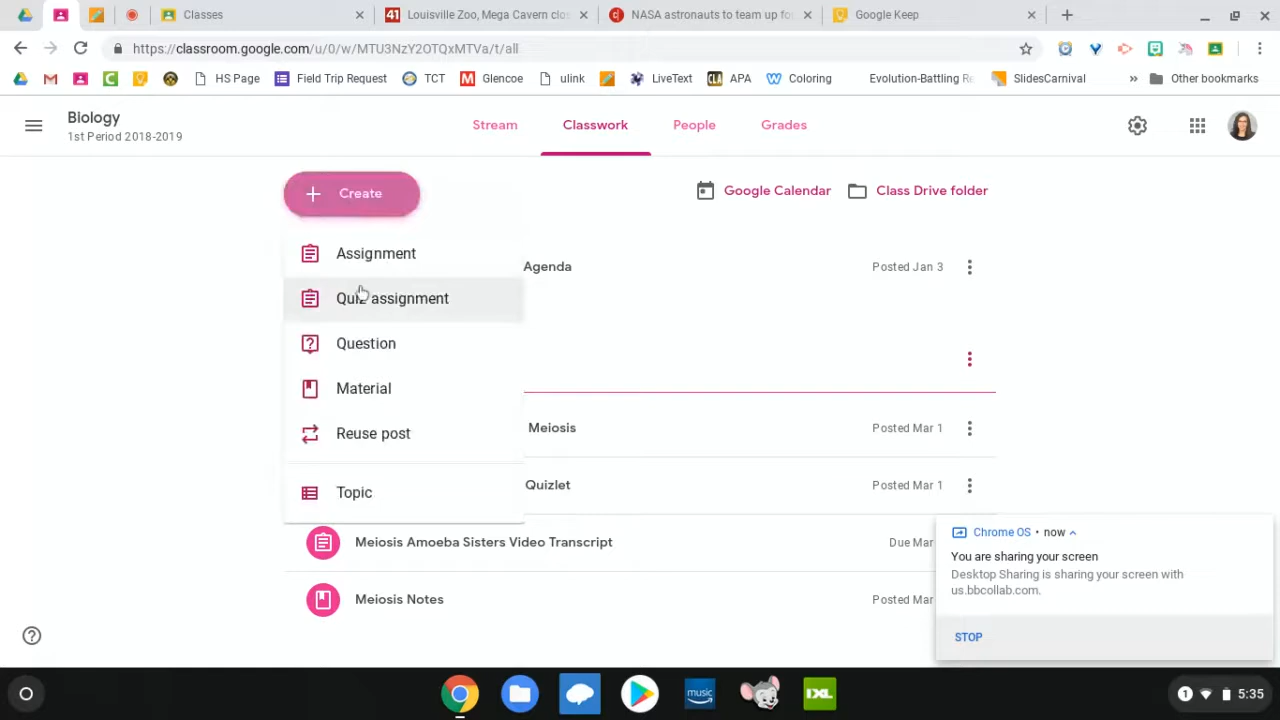 Classes
Louisville Zoo, Mega Cavern clos
NASA astronauts to team up fo
Google Keep
https://classroom.google.com/u/0/w/MTU3NzY2OTQxMTVa/t/all
HS Page
Field Trip Request
TCT
Glencoe
ulink
LiveText
APA
Coloring
Evolution-Battling Re
SlidesCarnival
»
Other bookmarks
Biology
1st Period 2018-2019
Stream
Classwork
People
Grades
Create
Google Calendar
Class Drive folder
Assignment
Agenda
Posted Jan 3
Quiz assignment
Question
Material
Meiosis
Posted Mar 1
Reuse post
Quizlet
Posted Mar 1
Topic
Meiosis Amoeba Sisters Video Transcript
Due Mar
Meiosis Notes
Posted Mar
Chrome OS • now
You are sharing your screen
Desktop Sharing is sharing your screen with
us.bbcollab.com.
STOP
music
IXL
1
5:35